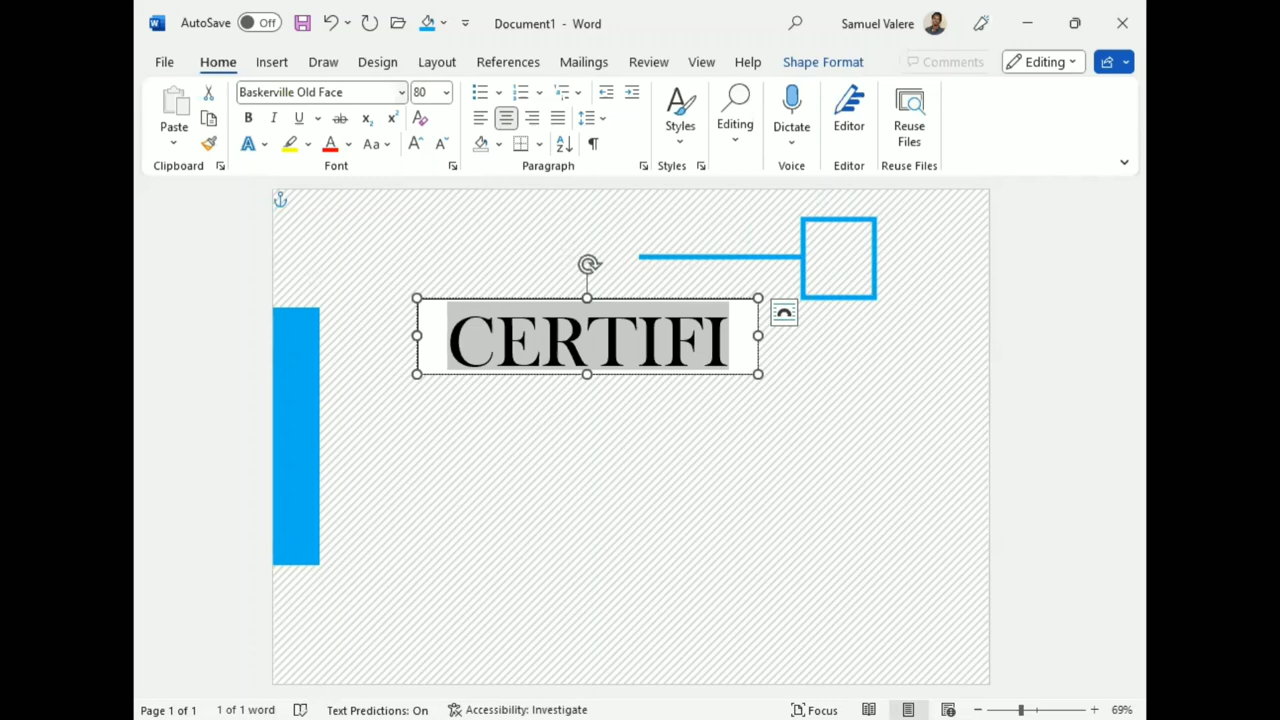 AutoSave Off Document1 - Word Samuel Valere
File Home Insert Draw Design Layout References Mailings Review View Help Shape Format Comments Editing
Paste Baskerville Old Face 80 Styles Editing Dictate Editor Reuse Files
Clipboard Font Paragraph Styles Voice Editor Reuse Files
CERTIFI
Page 1 of 1 1 of 1 word Text Predictions: On Accessibility: Investigate Focus 69%